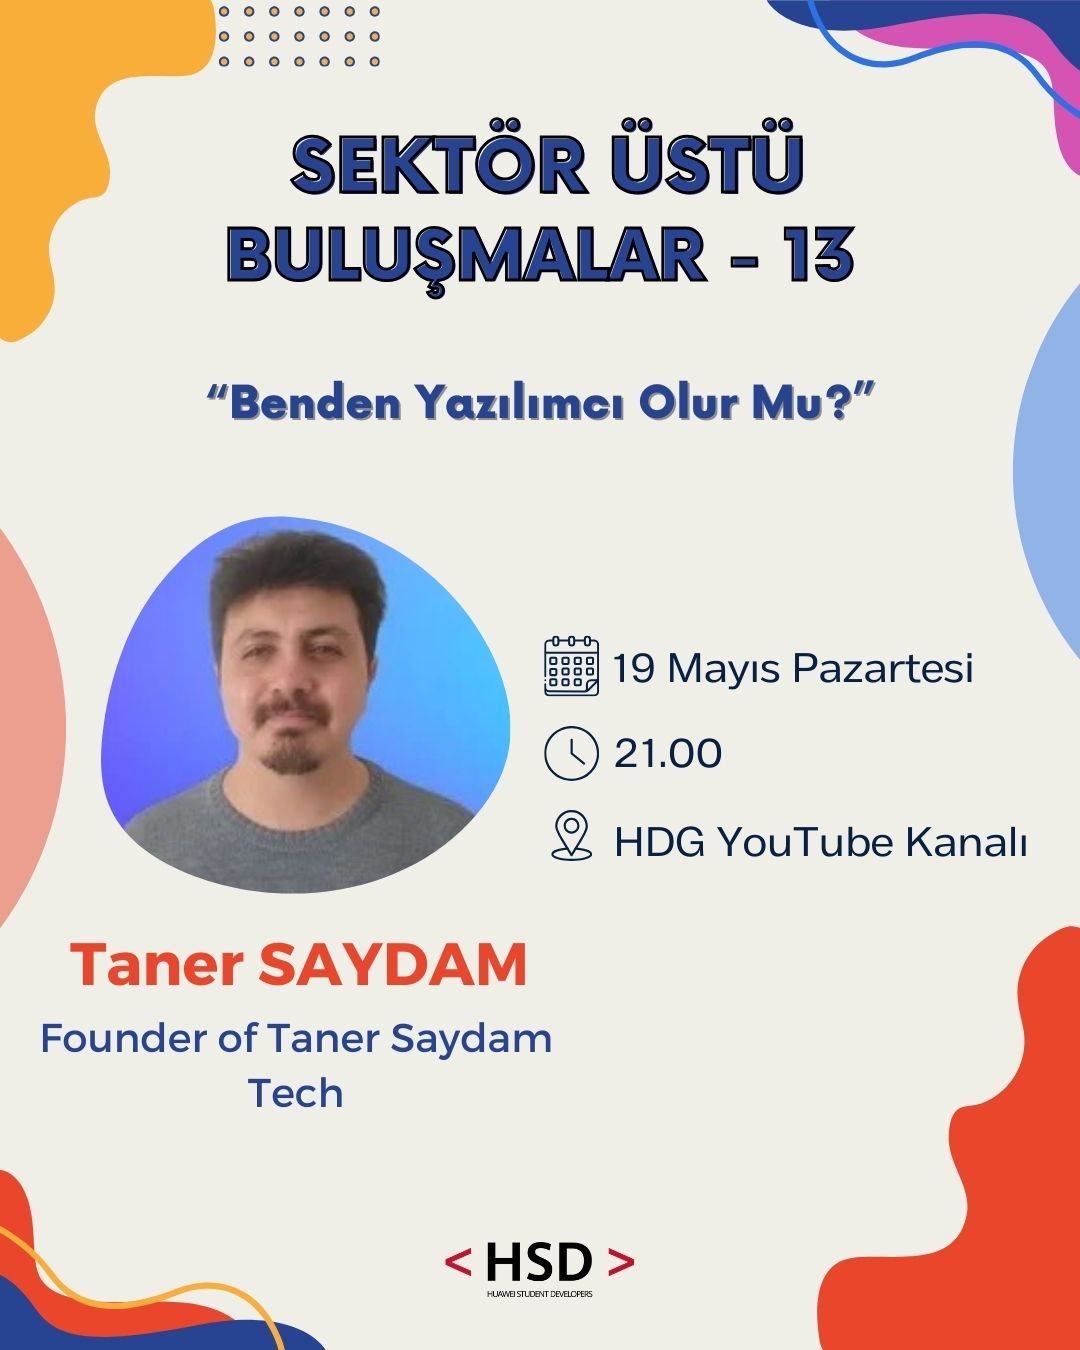 SEKTÖR ÜSTÜ
BULUŞMALAR - 13
“Benden Yazılımcı Olur Mu?”
19 Mayıs Pazartesi
21.00
HDG YouTube Kanalı
Taner SAYDAM
Founder of Taner Saydam
Tech
< HSD >
HUAWEI STUDENT DEVELOPERS